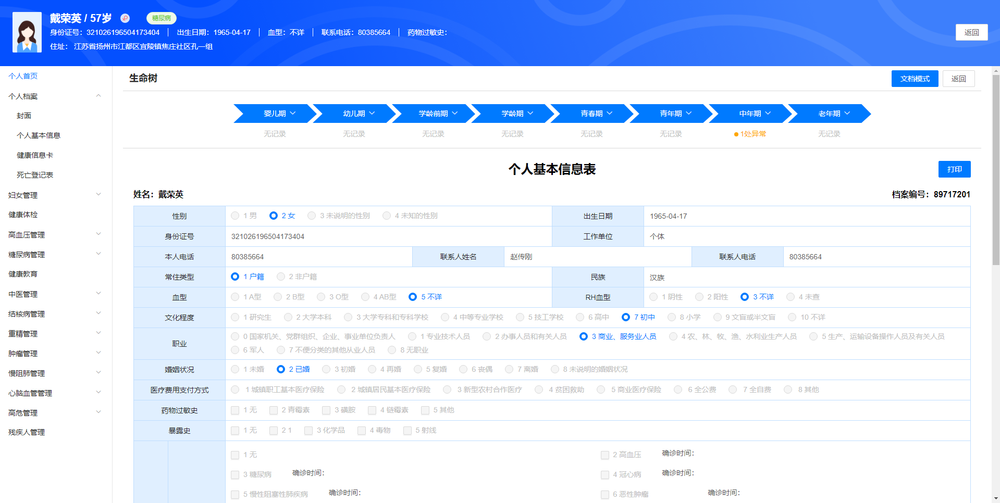 戴荣英 / 57岁 糖尿病
身份证号：321026196504173404 出生日期：1965-04-17 血型：不详 联系电话：80385664 药物过敏史：
住址： 江苏省扬州市江都区宜陵镇焦庄社区孔一组
返回
个人首页
个人档案
封面
个人基本信息
健康信息卡
死亡登记表
妇女管理
健康体检
高血压管理
糖尿病管理
健康教育
中医管理
结核病管理
重精管理
肿瘤管理
慢阻肺管理
心脑血管管理
高危管理
残疾人管理
生命树 文档模式 返回
婴儿期 幼儿期 学龄前期 学龄期 青春期 青年期 中年期 老年期
无记录 无记录 无记录 无记录 无记录 无记录 1处异常 无记录
个人基本信息表 打印
姓名：戴荣英 档案编号：89717201
性别 1 男 2 女 3 未说明的性别 4 未知的性别 出生日期 1965-04-17
身份证号 321026196504173404 工作单位 个体
本人电话 80385664 联系人姓名 赵传刚 联系人电话 80385664
常住类型 1 户籍 2 非户籍 民族 汉族
血型 1 A型 2 B型 3 O型 4 AB型 5 不详 RH血型 1 阴性 2 阳性 3 不详 4 未查
文化程度 1 研究生 2 大学本科 3 大学专科和专科学校 4 中等专业学校 5 技工学校 6 高中 7 初中 8 小学 9 文盲或半文盲 10 不详
职业 0 国家机关、党群组织、企业、事业单位负责人 1 专业技术人员 2 办事人员和有关人员 3 商业、服务业人员 4 农、林、牧、渔、水利业生产人员 5 生产、运输设备操作人员及有关人员
6 军人 7 不便分类的其他从业人员 8 无职业
婚姻状况 1 未婚 2 已婚 3 初婚 4 再婚 5 复婚 6 丧偶 7 离婚 8 未说明的婚姻状况
医疗费用支付方式 1 城镇职工基本医疗保险 2 城镇居民基本医疗保险 3 新型农村合作医疗 4 贫困救助 5 商业医疗保险 6 全公费 7 全自费 8 其他
药物过敏史 1 无 2 青霉素 3 磺胺 4 链霉素 5 其他
暴露史 1 无 2 1 3 化学品 4 毒物 5 射线
1 无 2 高血压 确诊时间：
3 糖尿病 确诊时间： 4 冠心病 确诊时间：
5 慢性阻塞性肺疾病 确诊时间： 6 恶性肿瘤 确诊时间：